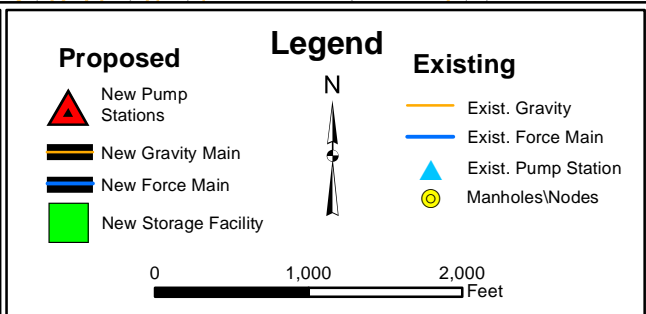 Legend
Proposed
New Pump
Stations
New Gravity Main
New Force Main
New Storage Facility
N
Existing
Exist. Gravity
Exist. Force Main
Exist. Pump Station
Manholes\Nodes
0 1,000 2,000
Feet